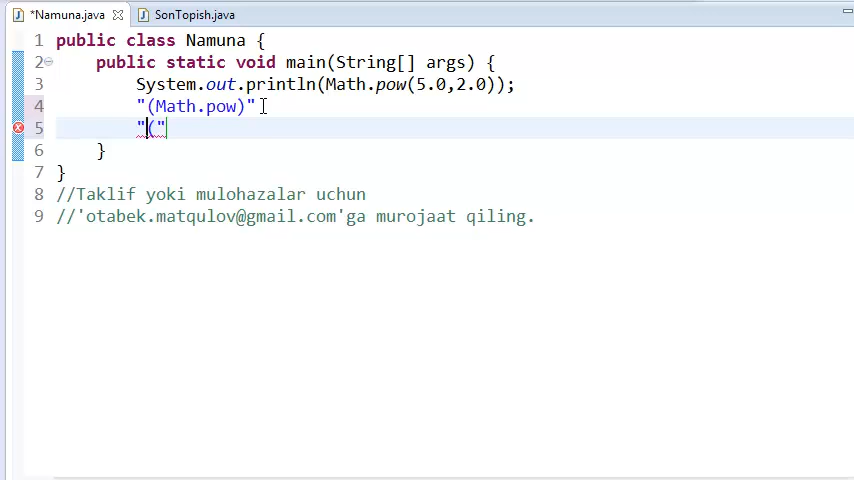 *Namuna.java SonTopish.java
1 public class Namuna {
2 public static void main(String[] args) {
3 System.out.println(Math.pow(5.0,2.0));
4 "(Math.pow)"
5 "("
6 }
7 }
8 //Taklif yoki mulohazalar uchun
9 //'otabek.matqulov@gmail.com'ga murojaat qiling.